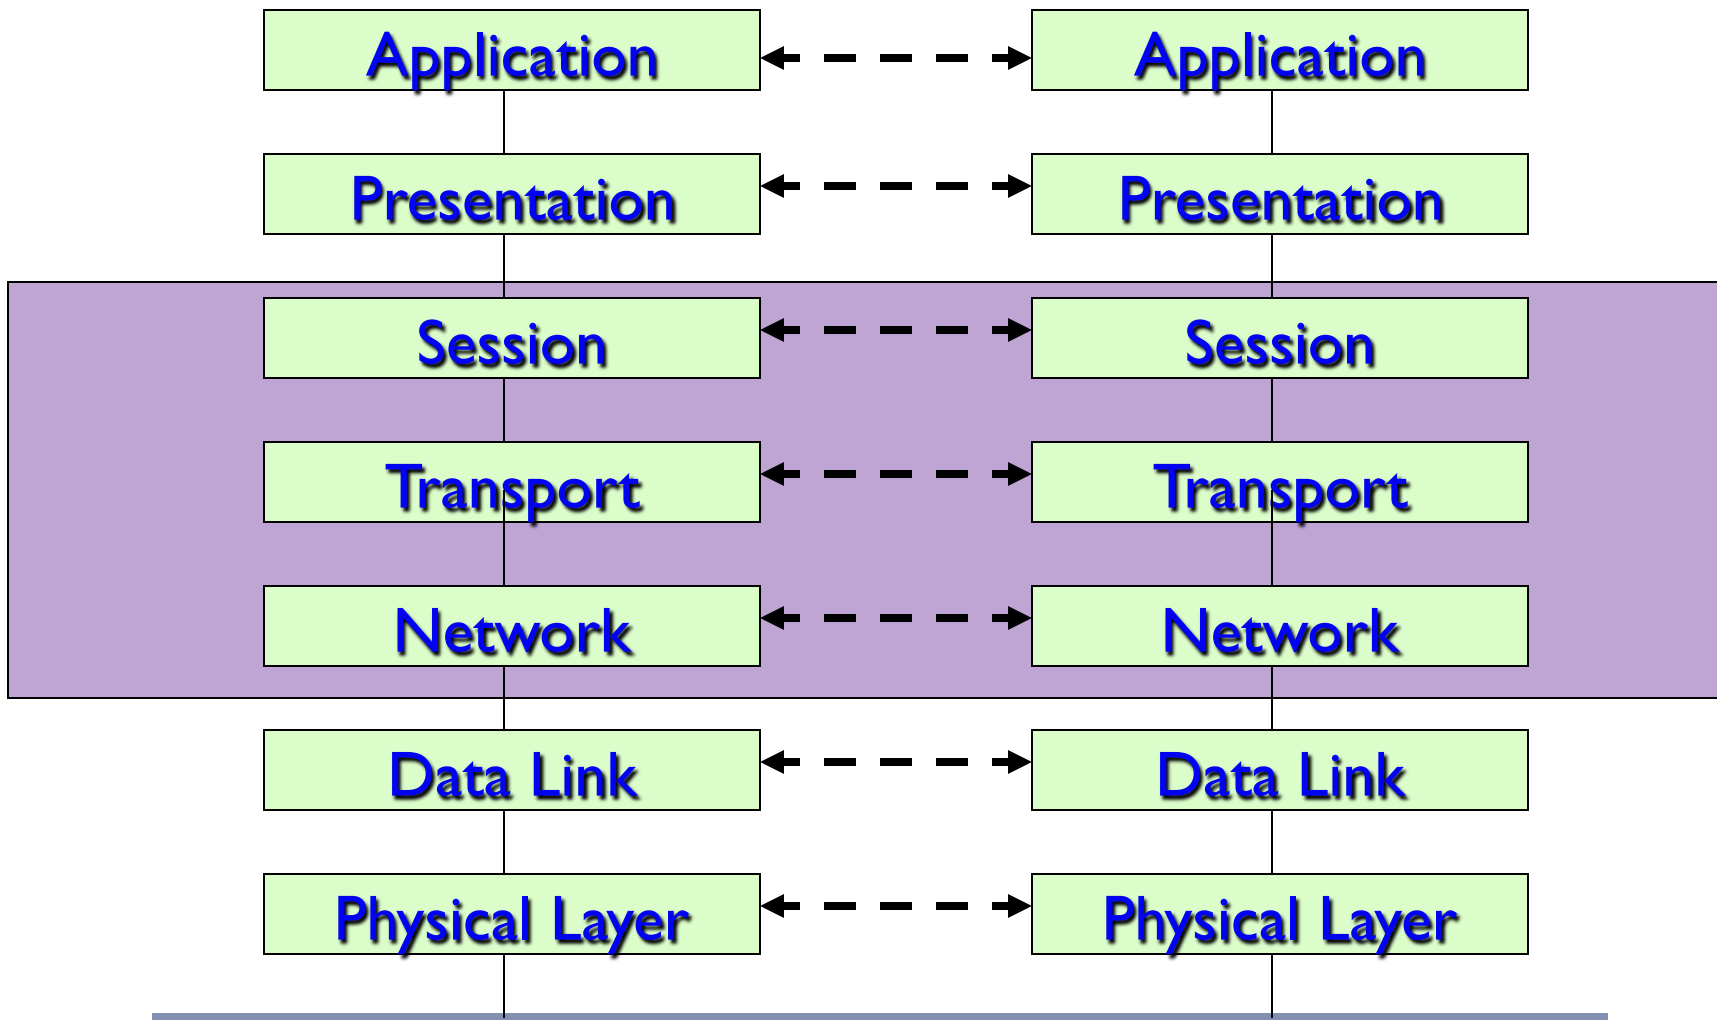 Application Application
Presentation Presentation
Session Session
Transport Transport
Network Network
Data Link Data Link
Physical Layer Physical Layer